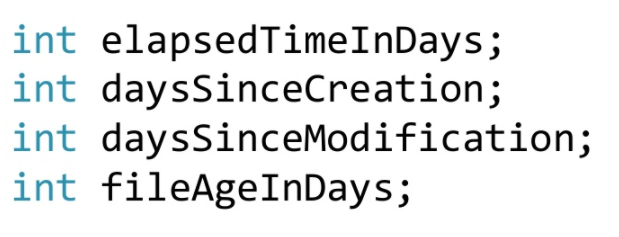 int elapsedTimeInDays;
int daysSinceCreation;
int daysSinceModification;
int fileAgeInDays;